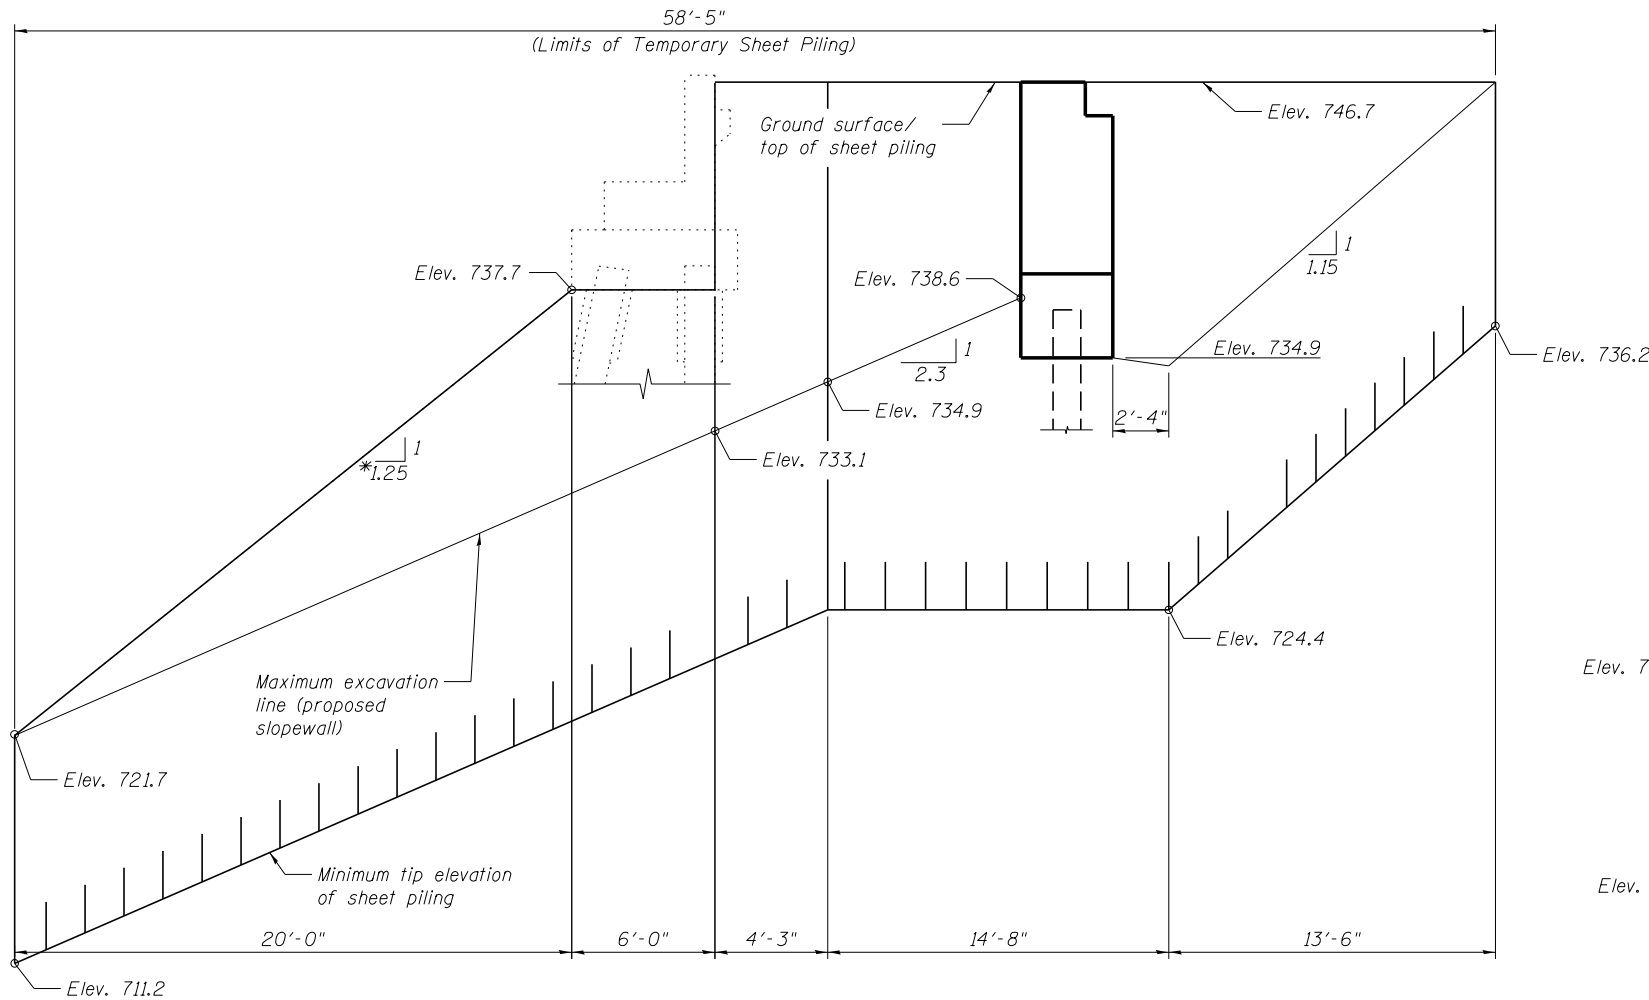 58'-5"
(Limits of Temporary Sheet Piling)
Ground surface/
top of sheet piling
Elev. 746.7
1
1.15
Elev. 737.7
Elev. 738.6
1
2.3
Elev. 734.9
Elev. 736.2
2'-4"
Elev. 734.9
1
*1.25
Elev. 733.1
Elev. 724.4
Elev. 7
Maximum excavation
line (proposed
slopewall)
Elev. 721.7
Minimum tip elevation
of sheet piling
Elev.
20'-0"
6'-0"
4'-3"
14'-8"
13'-6"
Elev. 711.2